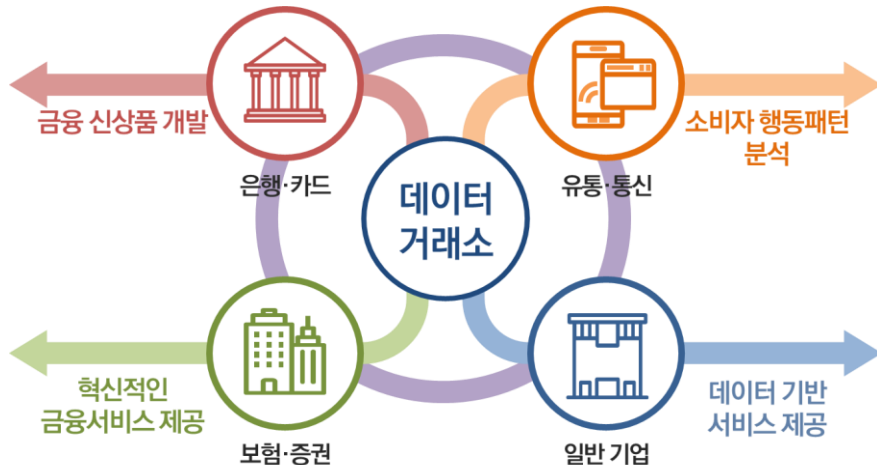 금융 신상품 개발
은행·카드
데이터
거래소
유통·통신
소비자 행동패턴
분석
혁신적인
금융서비스 제공
보험·증권
일반 기업
데이터 기반
서비스 제공